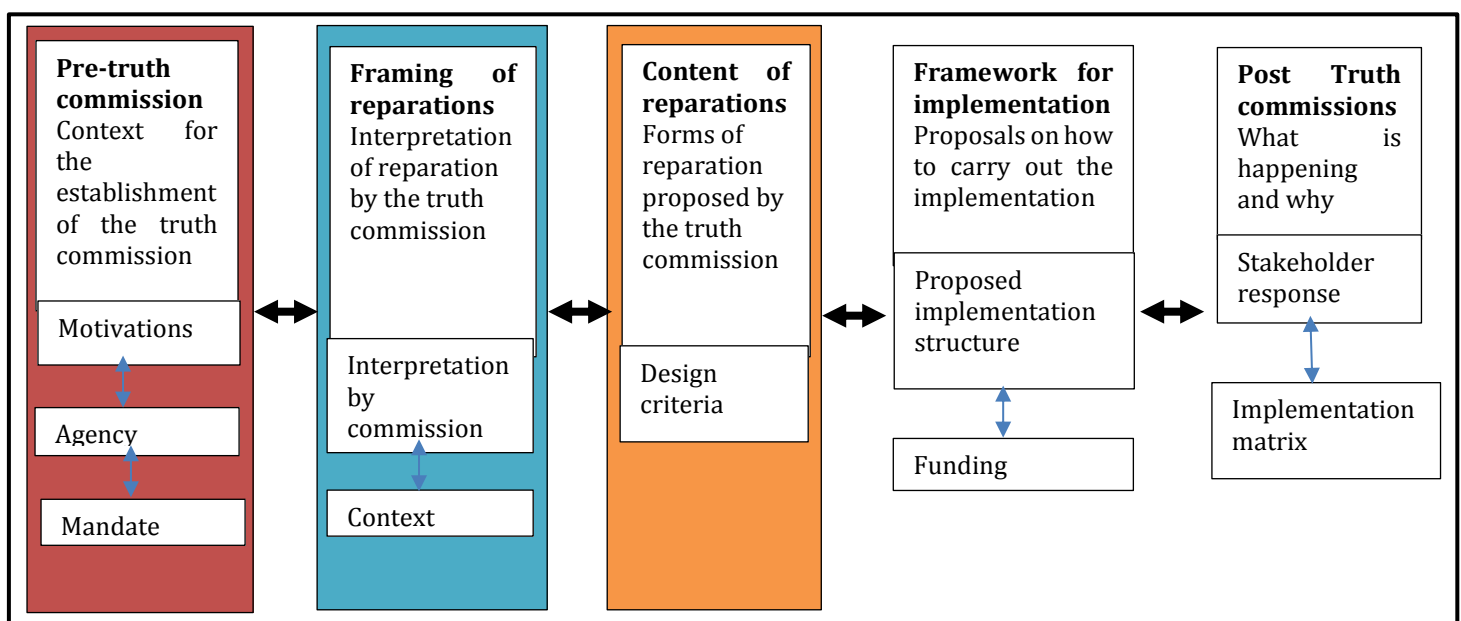 Pre-truth
commission
Context for
the
establishment
of the truth
commission
Motivations
Agency
Mandate
Framing of
reparations
Interpretation
of reparation
by the truth
commission
Interpretation
by
commission
Context
Content of
reparations
Forms of
reparation
proposed by
the truth
commission
Design
criteria
Framework for
implementation
Proposals on how
to carry out the
implementation
Proposed
implementation
structure
Funding
Post Truth
commissions
What is
happening
and why
Stakeholder
response
Implementation
matrix